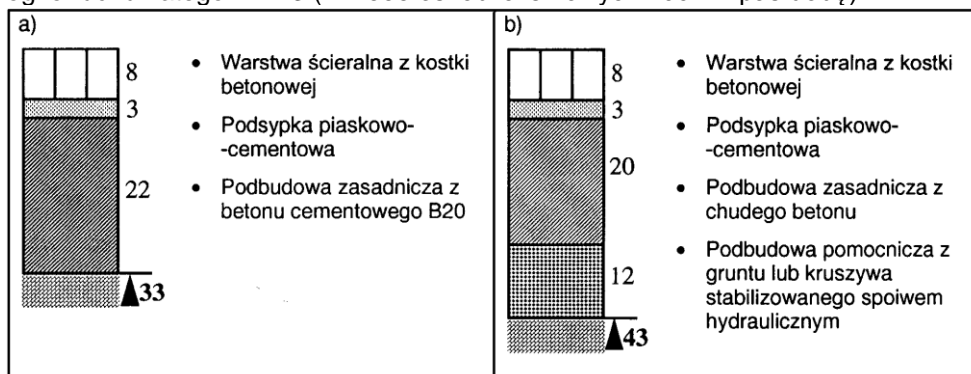 a)
8
3
22
33
• Warstwa ścieralna z kostki
betonowej
• Podsypka piaskowo-
-cementowa
• Podbudowa zasadnicza z
betonu cementowego B20
b)
8
3
20
12
43
• Warstwa ścieralna z kostki
betonowej
• Podsypka piaskowo-
-cementowa
• Podbudowa zasadnicza z
chudego betonu
• Podbudowa pomocnicza z
gruntu lub kruszywa
stabilizowanego spoiwem
hydraulicznym